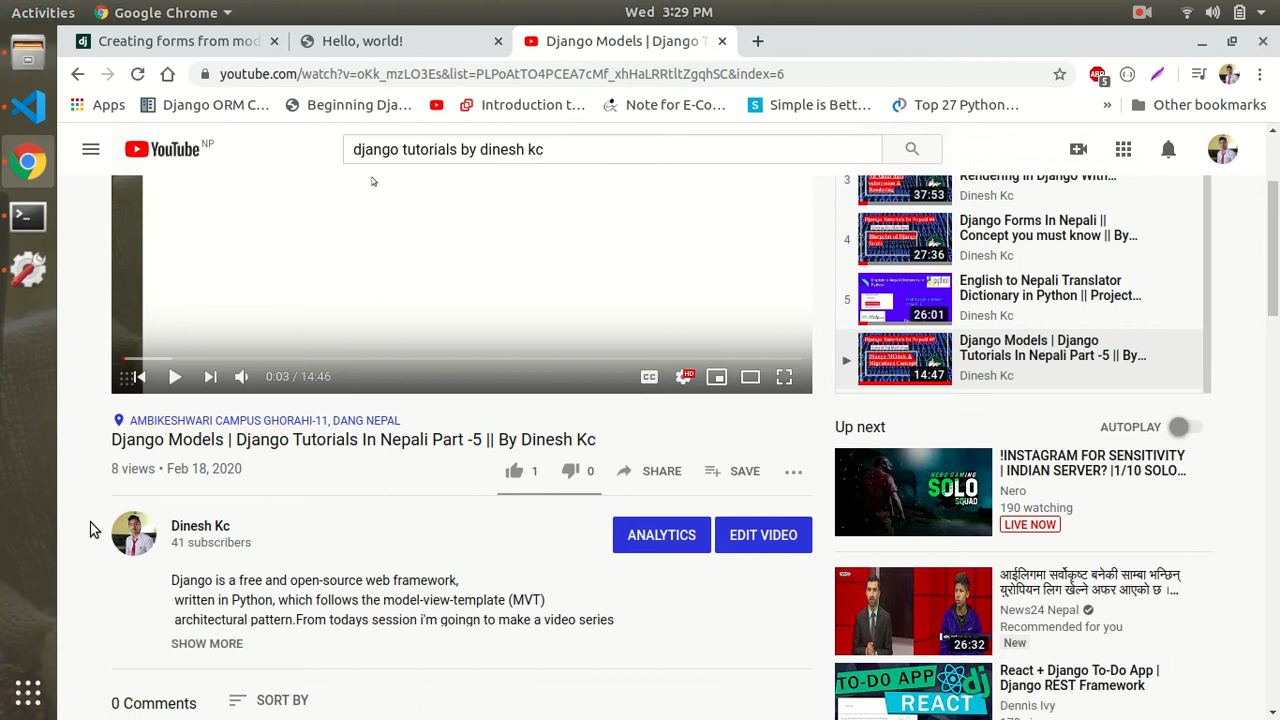 Activities Google Chrome Wed 3:29 PM
Creating forms from mod
Hello, world!
Django Models | Django T
youtube.com/watch?v=oKk_mzLO3Es&list=PLPoAtTO4PCEA7cMf_xhHaLRRtltZgqhSC&index=6
5
Apps
Django ORM C...
Beginning Dja...
Introduction t...
Note for E-Co...
Simple is Bett...
Top 27 Python...
»
Other bookmarks
YouTube NP
django tutorials by dinesh kc
3
37:53
Rendering In Django With...
Dinesh Kc
4
27:36
Django Forms In Nepali ||
Concept you must know || By...
Dinesh Kc
5
26:01
English to Nepali Translator
Dictionary in Python || Project...
Dinesh Kc
14:47
Django Models | Django
Tutorials In Nepali Part -5 || By...
Dinesh Kc
0:03 / 14:46
CC
HD
AMBIKESHWARI CAMPUS GHORAHI-11, DANG NEPAL
Django Models | Django Tutorials In Nepali Part -5 || By Dinesh Kc
8 views • Feb 18, 2020
1
0
SHARE
SAVE
Dinesh Kc
41 subscribers
ANALYTICS
EDIT VIDEO
Django is a free and open-source web framework,
written in Python, which follows the model-view-template (MVT)
architectural pattern.From todays session i'm goingn to make a video series
SHOW MORE
0 Comments
SORT BY
Up next
AUTOPLAY
SOLO
SQUAD
!INSTAGRAM FOR SENSITIVITY
| INDIAN SERVER? |1/10 SOLO...
Nero
190 watching
LIVE NOW
26:32
आईलिगमा सर्वोकृष्ट बनेकी साम्बा भन्छिन्
युरोपियन लिग खेल्ने अफर आएको छ ।...
News24 Nepal
Recommended for you
New
TO-DO APP
dj
REACT
React + Django To-Do App |
Django REST Framework
Dennis Ivy